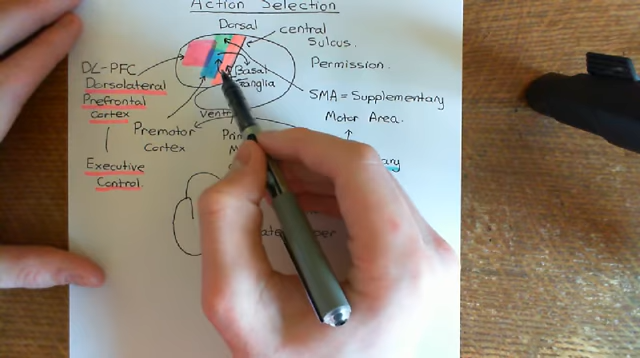 Action Selection
Dorsal
central
Sulcus.
Permission.
DL-PFC
Dorsolateral
Prefrontal
cortex
Basal
SMA = Supplementary
Motor Area.
Ventral
Premotor
Cortex
Executive
Control.